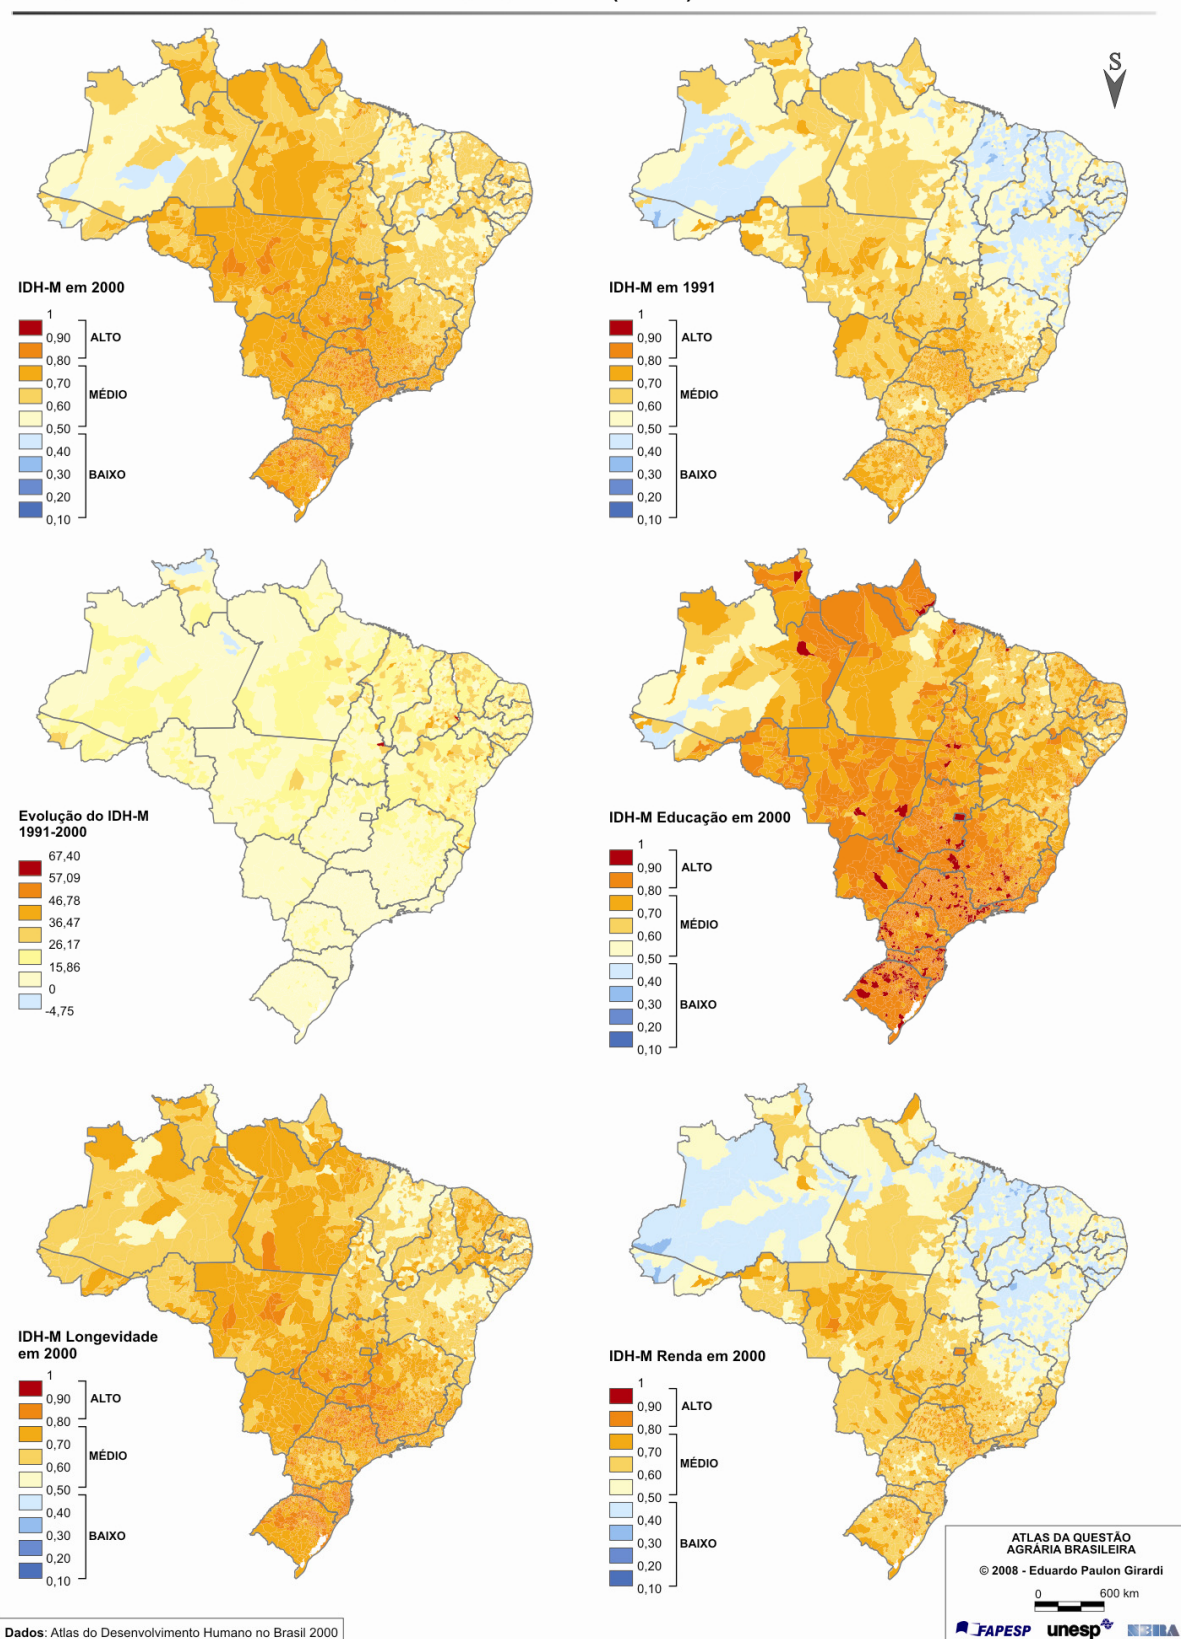 S
IDH-M em 2000
1
0,90
ALTO
0,80
0,70
MÉDIO
0,60
0,50
0,40
0,30
BAIXO
0,20
0,10
IDH-M em 1991
1
0,90
ALTO
0,80
0,70
MÉDIO
0,60
0,50
0,40
0,30
BAIXO
0,20
0,10
Evolução do IDH-M
1991-2000
67,40
57,09
46,78
36,47
26,17
15,86
0
-4,75
IDH-M Educação em 2000
1
0,90
ALTO
0,80
0,70
MÉDIO
0,60
0,50
0,40
0,30
BAIXO
0,20
0,10
IDH-M Longevidade
em 2000
1
0,90
ALTO
0,80
0,70
MÉDIO
0,60
0,50
0,40
0,30
BAIXO
0,20
0,10
IDH-M Renda em 2000
1
0,90
ALTO
0,80
0,70
MÉDIO
0,60
0,50
0,40
0,30
BAIXO
0,20
0,10
ATLAS DA QUESTÃO
AGRÁRIA BRASILEIRA
© 2008 - Eduardo Paulon Girardi
0 600 km
FAPESP unesp NERA
Dados: Atlas do Desenvolvimento Humano no Brasil 2000